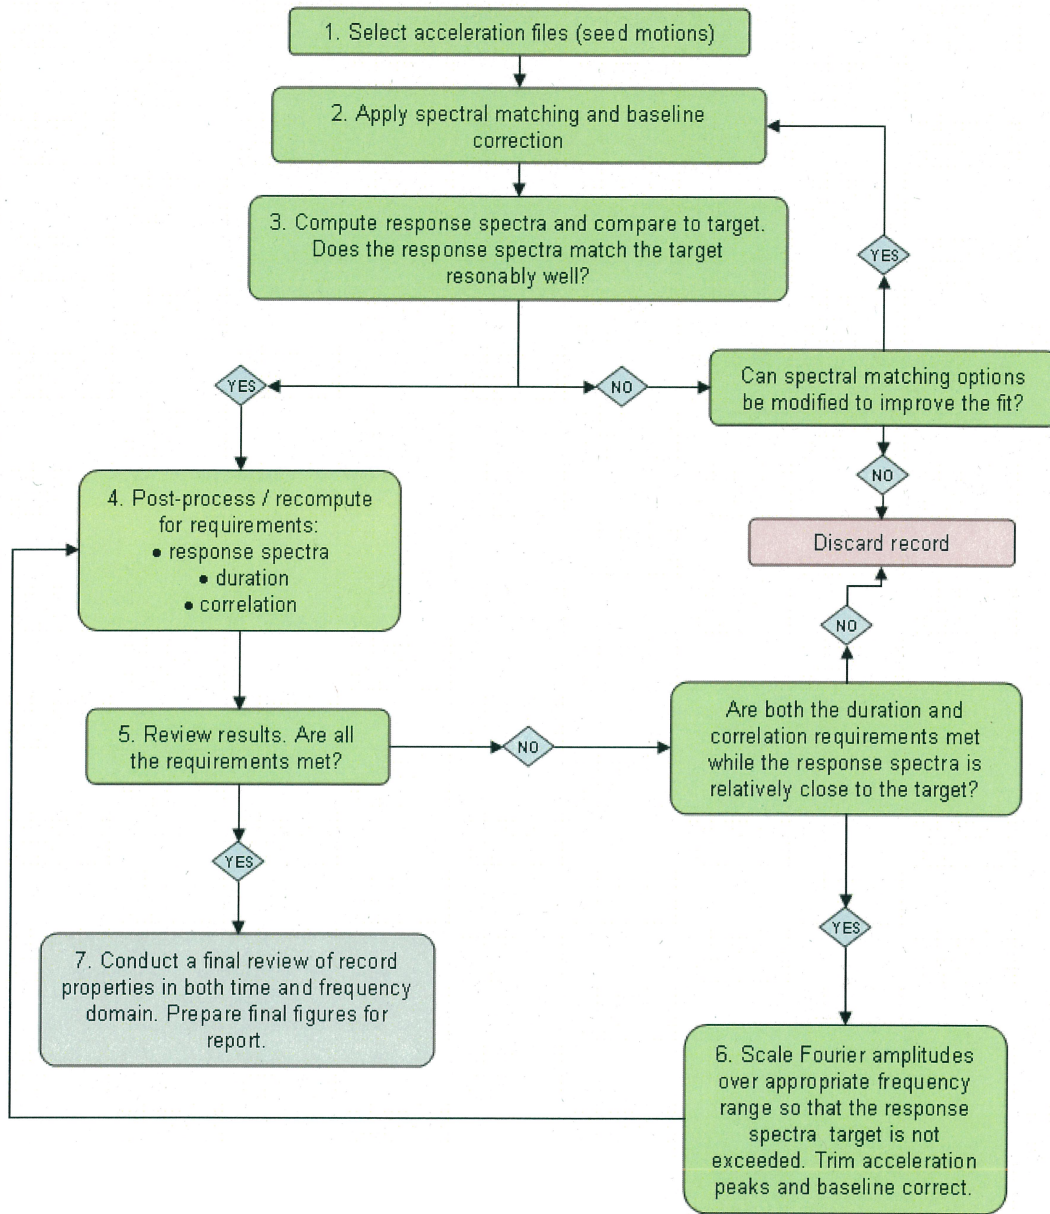 1. Select acceleration files (seed motions)
2. Apply spectral matching and baseline
correction
3. Compute response spectra and compare to target.
Does the response spectra match the target
resonably well?
YES
YES
NO
Can spectral matching options
be modified to improve the fit?
NO
4. Post-process / recompute
for requirements:
• response spectra
• duration
• correlation
Discard record
NO
5. Review results. Are all
the requirements met?
NO
Are both the duration and
correlation requirements met
while the response spectra is
relatively close to the target?
YES
YES
7. Conduct a final review of record
properties in both time and frequency
domain. Prepare final figures for
report.
6. Scale Fourier amplitudes
over appropriate frequency
range so that the response
spectra target is not
exceeded. Trim acceleration
peaks and baseline correct.